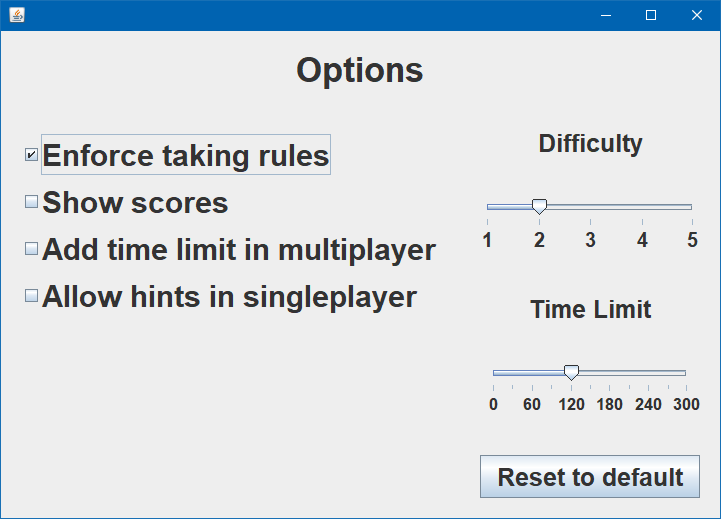 Options
Enforce taking rules
Show scores
Add time limit in multiplayer
Allow hints in singleplayer
Difficulty
1 2 3 4 5
Time Limit
0 60 120 180 240 300
Reset to default